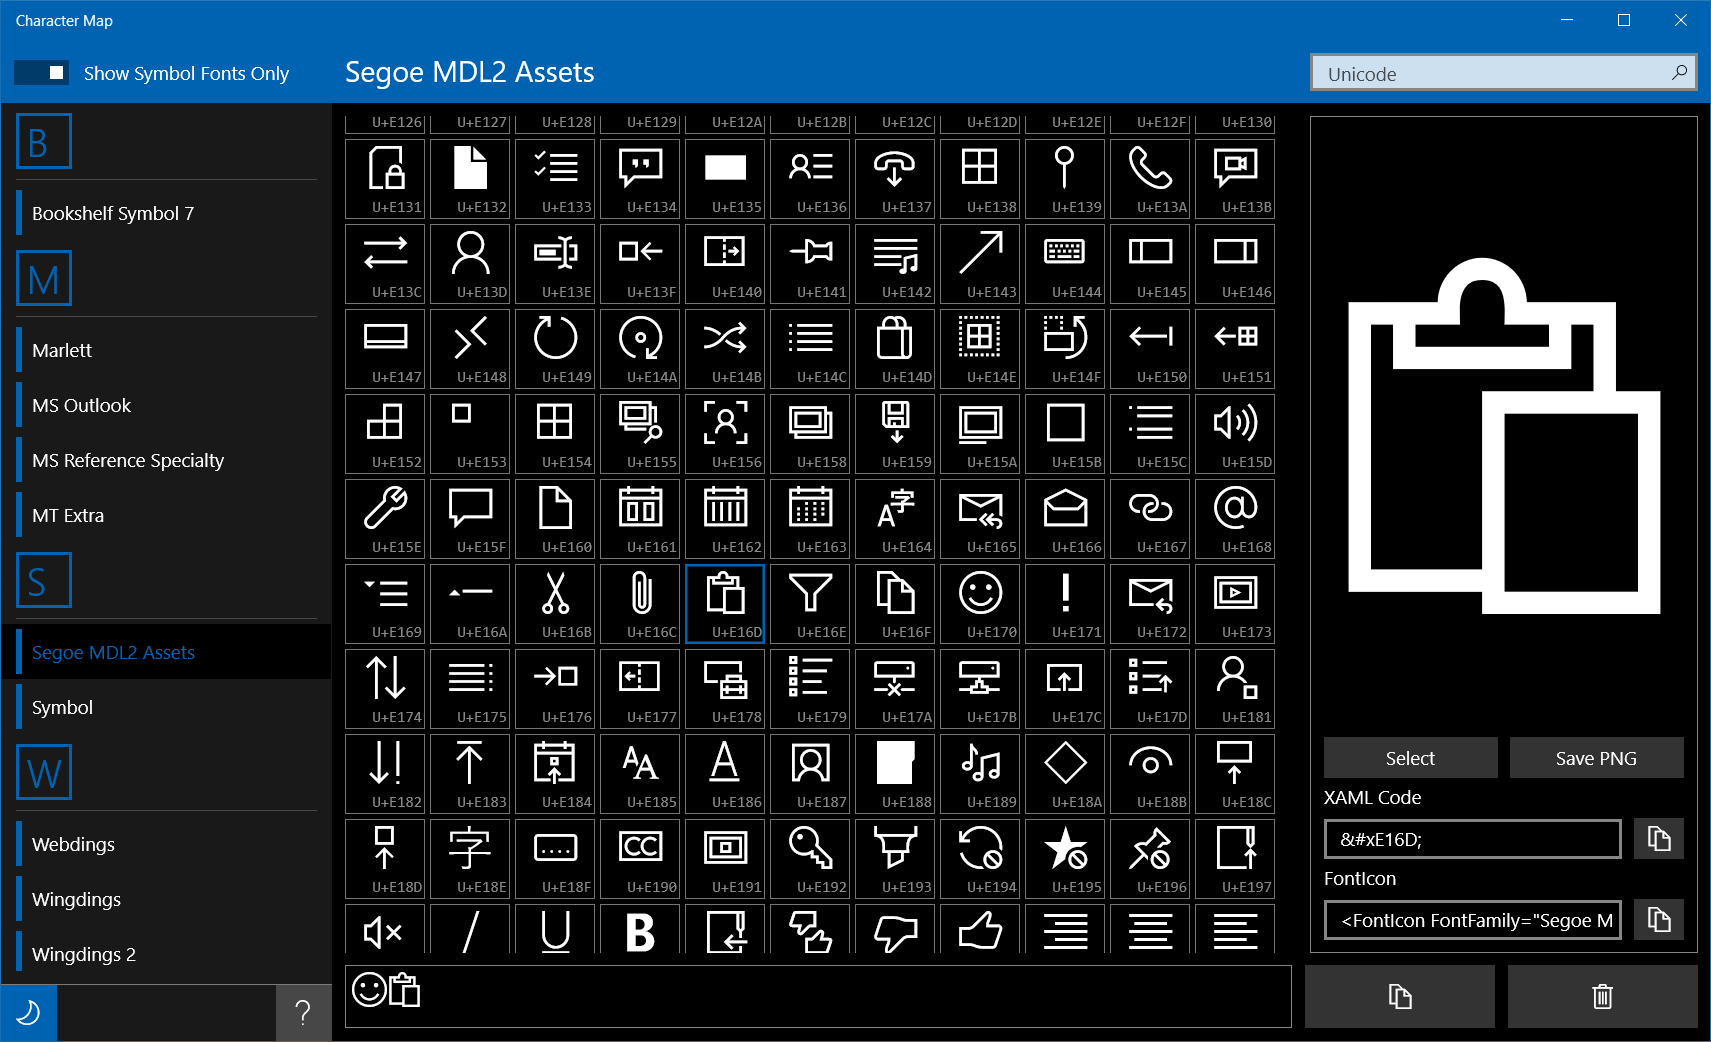 Character Map
Show Symbol Fonts Only
Segoe MDL2 Assets
Unicode
B
Bookshelf Symbol 7
M
Marlett
MS Outlook
MS Reference Specialty
MT Extra
S
Segoe MDL2 Assets
Symbol
W
Webdings
Wingdings
Wingdings 2
?
U+E126 U+E127 U+E128 U+E129 U+E12A U+E12B U+E12C U+E12D U+E12E U+E12F U+E130
U+E131 U+E132 U+E133 U+E134 U+E135 U+E136 U+E137 U+E138 U+E139 U+E13A U+E13B
U+E13C U+E13D U+E13E U+E13F U+E140 U+E141 U+E142 U+E143 U+E144 U+E145 U+E146
U+E147 U+E148 U+E149 U+E14A U+E14B U+E14C U+E14D U+E14E U+E14F U+E150 U+E151
U+E152 U+E153 U+E154 U+E155 U+E156 U+E158 U+E159 U+E15A U+E15B U+E15C U+E15D
A字 @
U+E15E U+E15F U+E160 U+E161 U+E162 U+E163 U+E164 U+E165 U+E166 U+E167 U+E168
!
U+E169 U+E16A U+E16B U+E16C U+E16D U+E16E U+E16F U+E170 U+E171 U+E172 U+E173
U+E174 U+E175 U+E176 U+E177 U+E178 U+E179 U+E17A U+E17B U+E17C U+E17D U+E181
AA A
U+E182 U+E183 U+E184 U+E185 U+E186 U+E187 U+E188 U+E189 U+E18A U+E18B U+E18C
字 CC
U+E18D U+E18E U+E18F U+E190 U+E191 U+E192 U+E193 U+E194 U+E195 U+E196 U+E197
/ U B
Select
Save PNG
XAML Code
&#xE16D;
FontIcon
<FontIcon FontFamily="Segoe M